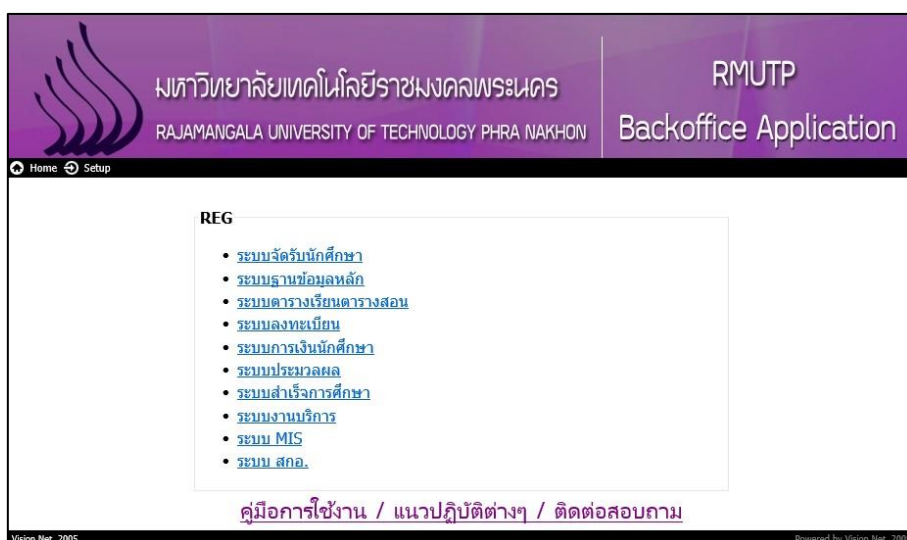 มหาวิทยาลัยเทคโนโลยีราชมงคลพระนคร
RAJAMANGALA UNIVERSITY OF TECHNOLOGY PHRA NAKHON
RMUTP
Backoffice Application
Home Setup
REG
ระบบจัดรับนักศึกษา
ระบบฐานข้อมูลหลัก
ระบบตารางเรียนตารางสอน
ระบบลงทะเบียน
ระบบการเงินนักศึกษา
ระบบประมวลผล
ระบบสำเร็จการศึกษา
ระบบงานบริการ
ระบบ MIS
ระบบ สกอ.
คู่มือการใช้งาน / แนวปฏิบัติต่างๆ / ติดต่อสอบถาม
Vision Net, 2005
Powered by Vision Net,